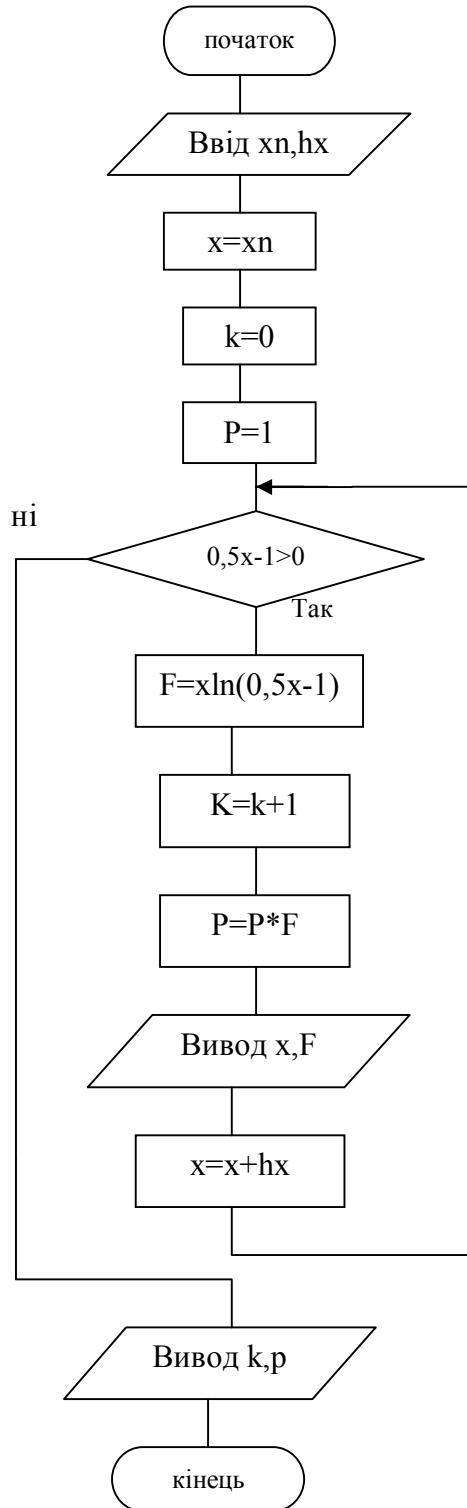 початок
Ввід xn,hx
x=xn
k=0
P=1
ні
0,5x-1>0
Так
F=xln(0,5x-1)
K=k+1
P=P*F
Вивод x,F
x=x+hx
Вивод k,p
кінець